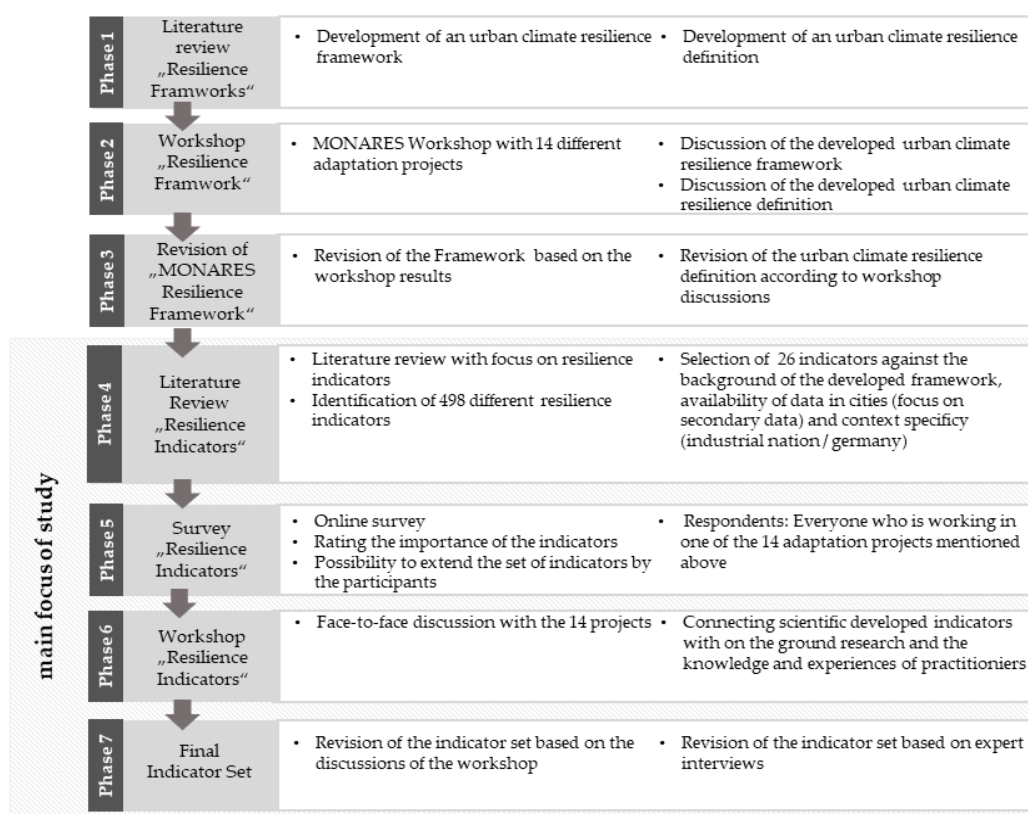 Phase 1
Literature
review
„Resilience
Framworks“
• Development of an urban climate resilience
framework
• Development of an urban climate resilience
definition
Phase 2
Workshop
„Resilience
Framwork“
• MONARES Workshop with 14 different
adaptation projects
• Discussion of the developed urban climate
resilience framework
• Discussion of the developed urban climate
resilience definition
Phase 3
Revision of
„MONARES
Resilience
Framework“
• Revision of the Framework based on the
workshop results
• Revision of the urban climate resilience
definition according to workshop
discussions
main focus of study
Phase 4
Literature
Review
„Resilience
Indicators“
• Literature review with focus on resilience
indicators
• Identification of 498 different resilience
indicators
• Selection of 26 indicators against the
background of the developed framework,
availability of data in cities (focus on
secondary data) and context specificy
(industrial nation / germany)
Phase 5
Survey
„Resilience
Indicators“
• Online survey
• Rating the importance of the indicators
• Possibility to extend the set of indicators by
the participants
• Respondents: Everyone who is working in
one of the 14 adaptation projects mentioned
above
Phase 6
Workshop
„Resilience
Indicators“
• Face-to-face discussion with the 14 projects
• Connecting scientific developed indicators
with on the ground research and the
knowledge and experiences of practitioniers
Phase 7
Final
Indicator Set
• Revision of the indicator set based on the
discussions of the workshop
• Revision of the indicator set based on expert
interviews